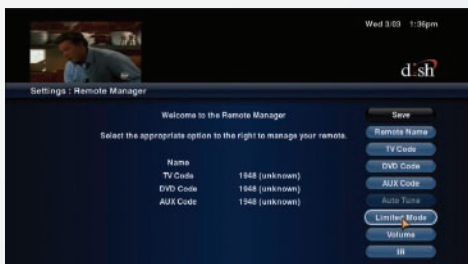 Wed 3/03 1:36pm
dish
Settings : Remote Manager
Welcome to the Remote Manager
Select the appropriate option to the right to manage your remote.
Name
TV Code 1948 (unknown)
DVD Code 1948 (unknown)
AUX Code 1948 (unknown)
Save
Remote Name
TV Code
DVD Code
AUX Code
Auto Tune
Limited Mode
Volume